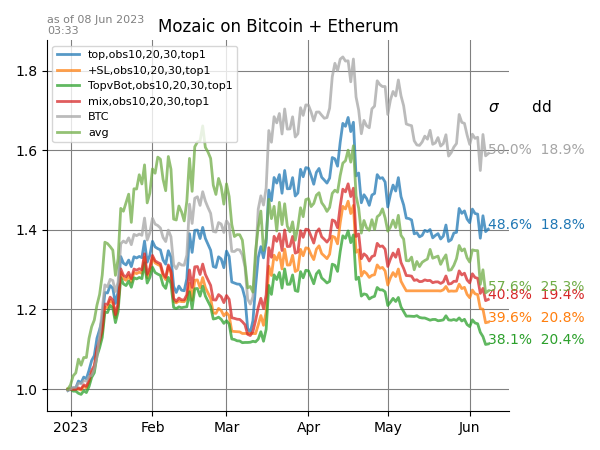 as of 08 Jun 2023
03:33
Mozaic on Bitcoin + Etherum
top,obs10,20,30,top1
+SL,obs10,20,30,top1
TopvBot,obs10,20,30,top1
mix,obs10,20,30,top1
BTC
avg
σ dd
50.0% 18.9%
48.6% 18.8%
57.6% 25.3%
40.8% 19.4%
39.6% 20.8%
38.1% 20.4%
1.8
1.6
1.4
1.2
1.0
2023 Feb Mar Apr May Jun